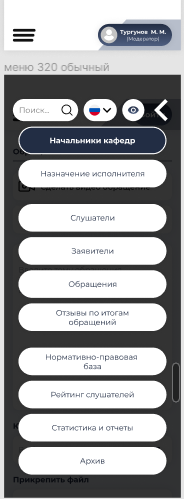 Тургунов М. М.
(Модератор)
меню 320 обычный
Поиск...
Начальники кафедр
Назначение исполнителя
Слушатели
Заявители
Обращения
Отзывы по итогам
обращений
Нормативно-правовая
база
Рейтинг слушателей
Статистика и отчеты
Архив
Прикрепить файл